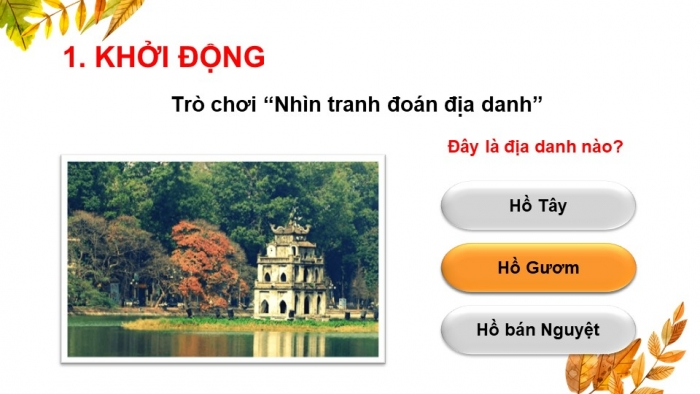 1. KHỞI ĐỘNG
Trò chơi “Nhìn tranh đoán địa danh”
Đây là địa danh nào?
Hồ Tây
Hồ Gươm
Hồ bán Nguyệt